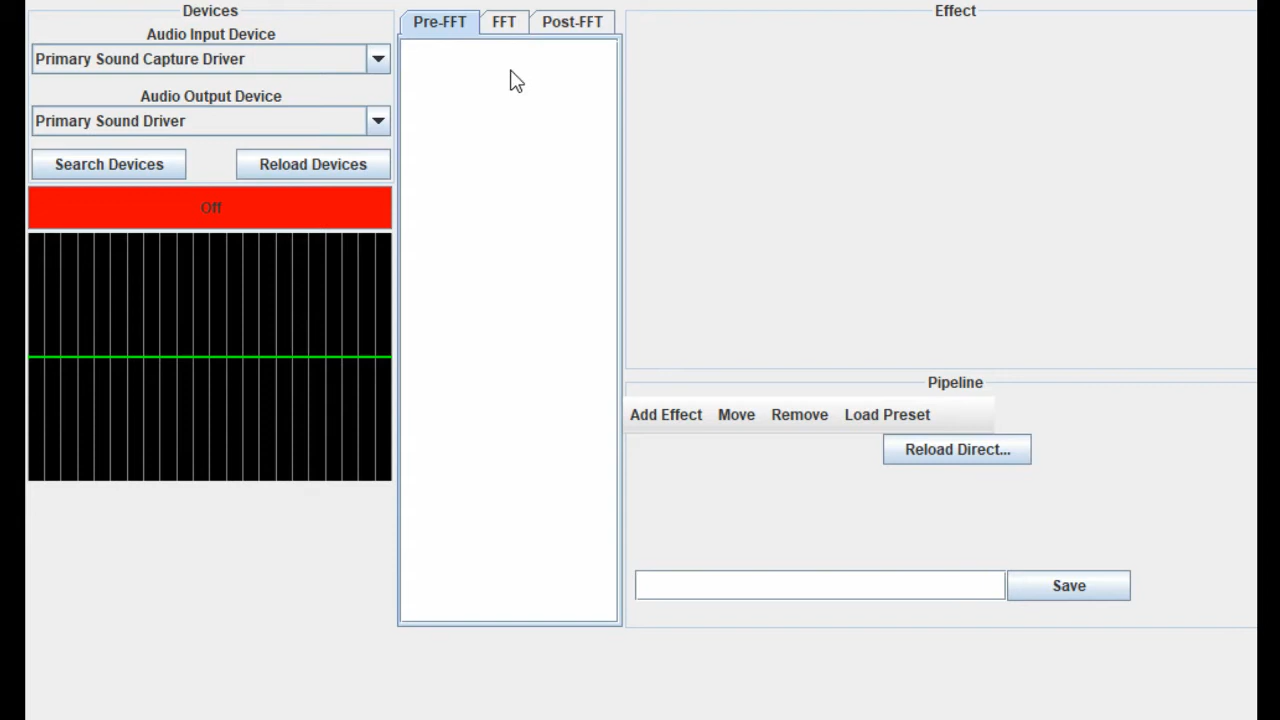 Devices
Audio Input Device
Primary Sound Capture Driver
Audio Output Device
Primary Sound Driver
Search Devices
Reload Devices
Off
Pre-FFT
FFT
Post-FFT
Effect
Pipeline
Add Effect
Move
Remove
Load Preset
Reload Direct...
Save